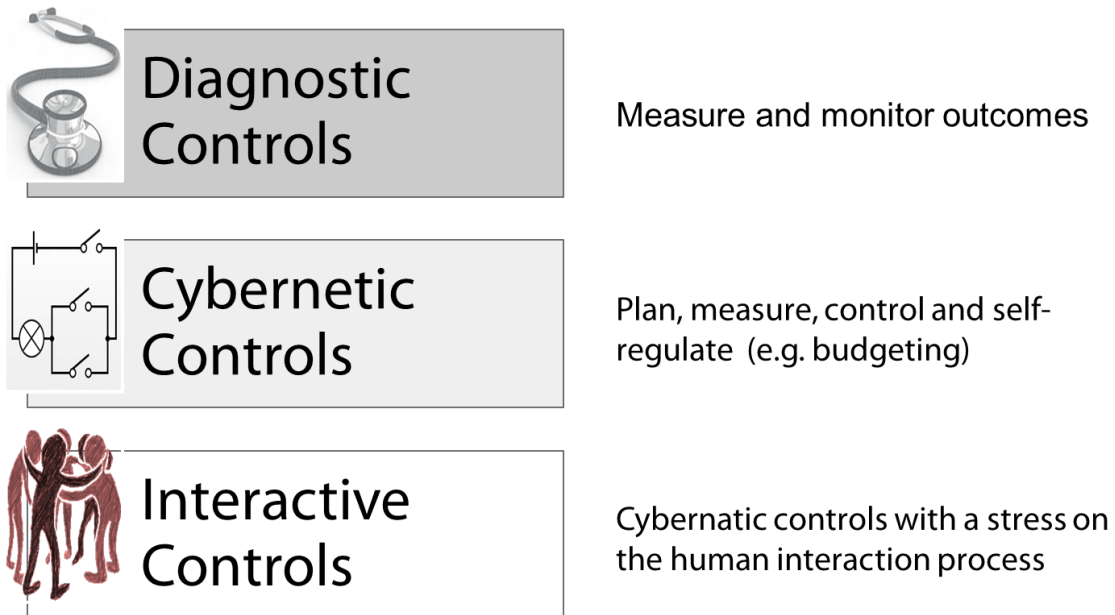 Diagnostic
Controls
Measure and monitor outcomes
Cybernetic
Controls
Plan, measure, control and self-
regulate  (e.g. budgeting)
Interactive
Controls
Cybernatic controls with a stress on
the human interaction process